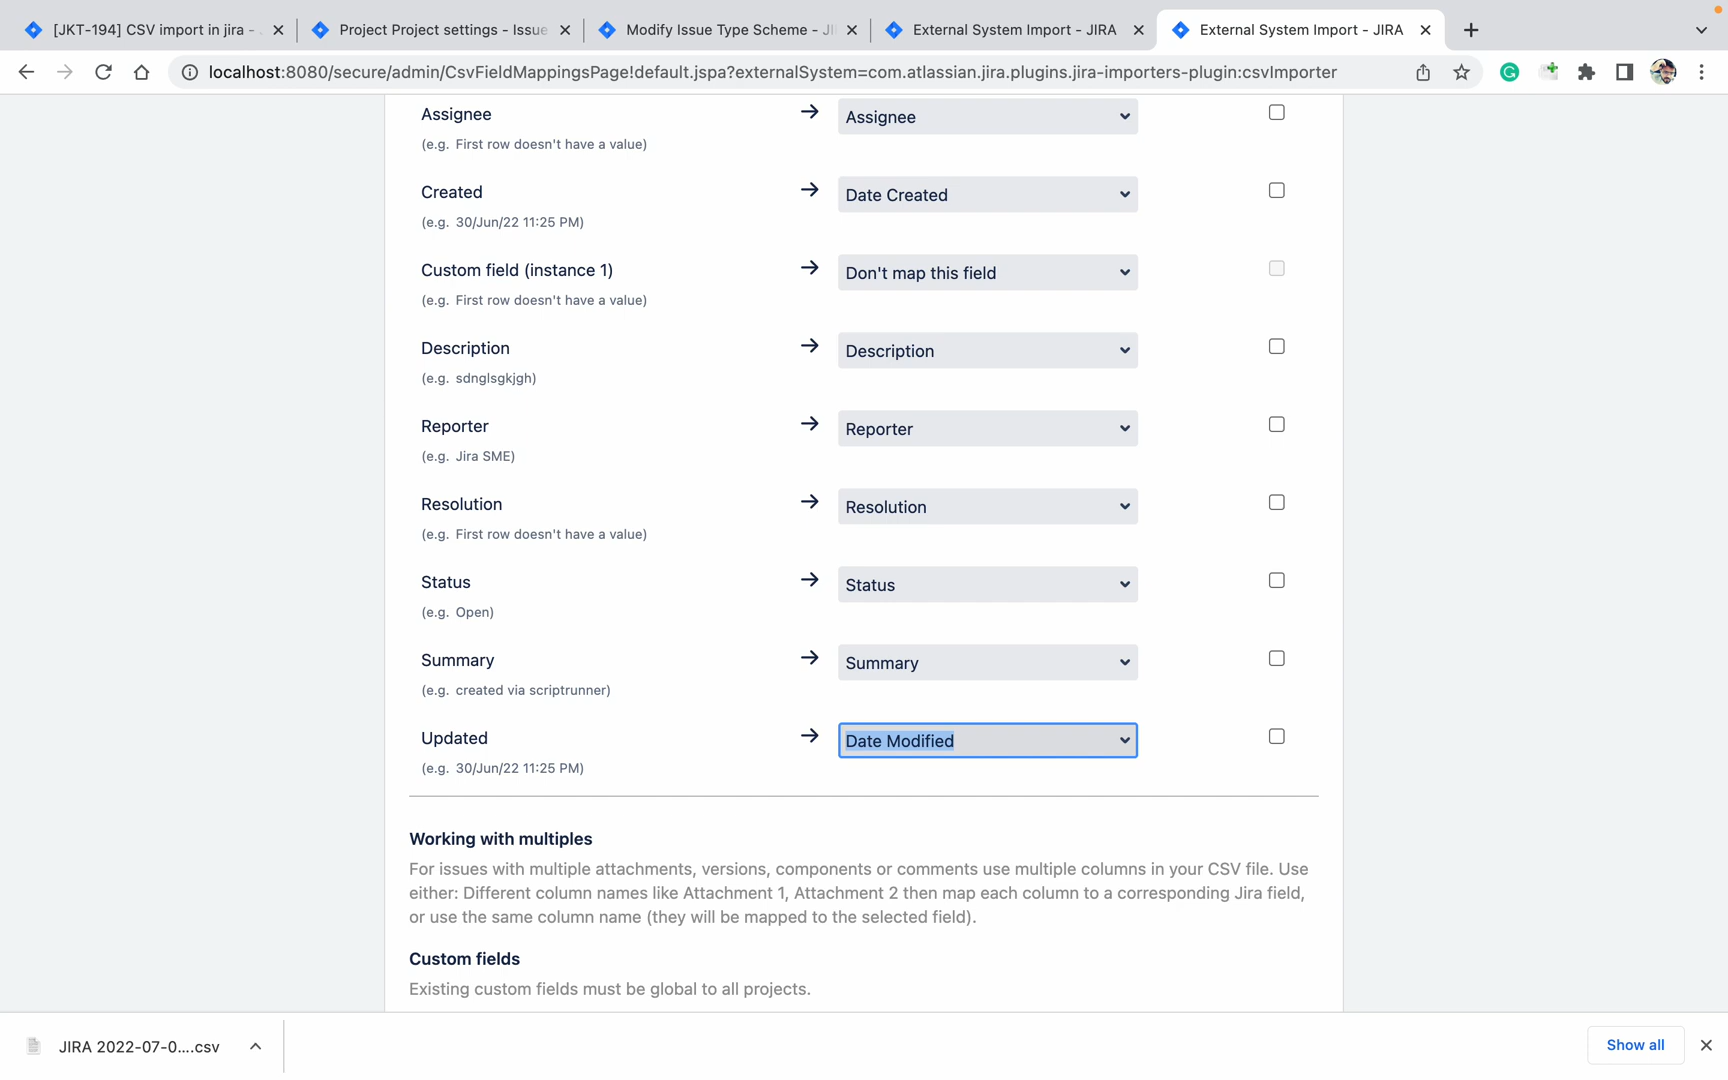 [JKT-194] CSV import in jira -
Project Project settings - Issue
Modify Issue Type Scheme - JI
External System Import - JIRA
External System Import - JIRA
localhost:8080/secure/admin/CsvFieldMappingsPage!default.jspa?externalSystem=com.atlassian.jira.plugins.jira-importers-plugin:csvImporter
Assignee
Assignee
(e.g. First row doesn't have a value)
Created
Date Created
(e.g. 30/Jun/22 11:25 PM)
Custom field (instance 1)
Don't map this field
(e.g. First row doesn't have a value)
Description
Description
(e.g. sdnglsgkjgh)
Reporter
Reporter
(e.g. Jira SME)
Resolution
Resolution
(e.g. First row doesn't have a value)
Status
Status
(e.g. Open)
Summary
Summary
(e.g. created via scriptrunner)
Updated
Date Modified
(e.g. 30/Jun/22 11:25 PM)
Working with multiples
For issues with multiple attachments, versions, components or comments use multiple columns in your CSV file. Use
either: Different column names like Attachment 1, Attachment 2 then map each column to a corresponding Jira field,
or use the same column name (they will be mapped to the selected field).
Custom fields
Existing custom fields must be global to all projects.
JIRA 2022-07-0....csv
Show all